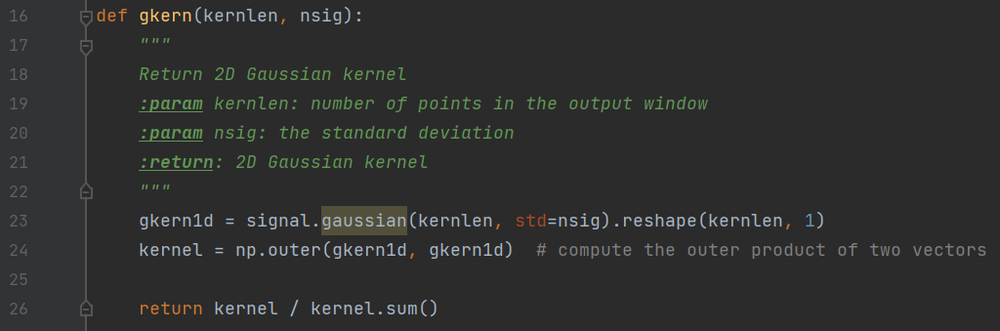 16 def gkern(kernlen, nsig):
17     """
18     Return 2D Gaussian kernel
19     :param kernlen: number of points in the output window
20     :param nsig: the standard deviation
21     :return: 2D Gaussian kernel
22     """
23     gkern1d = signal.gaussian(kernlen, std=nsig).reshape(kernlen, 1)
24     kernel = np.outer(gkern1d, gkern1d)  # compute the outer product of two vectors
25
26     return kernel / kernel.sum()